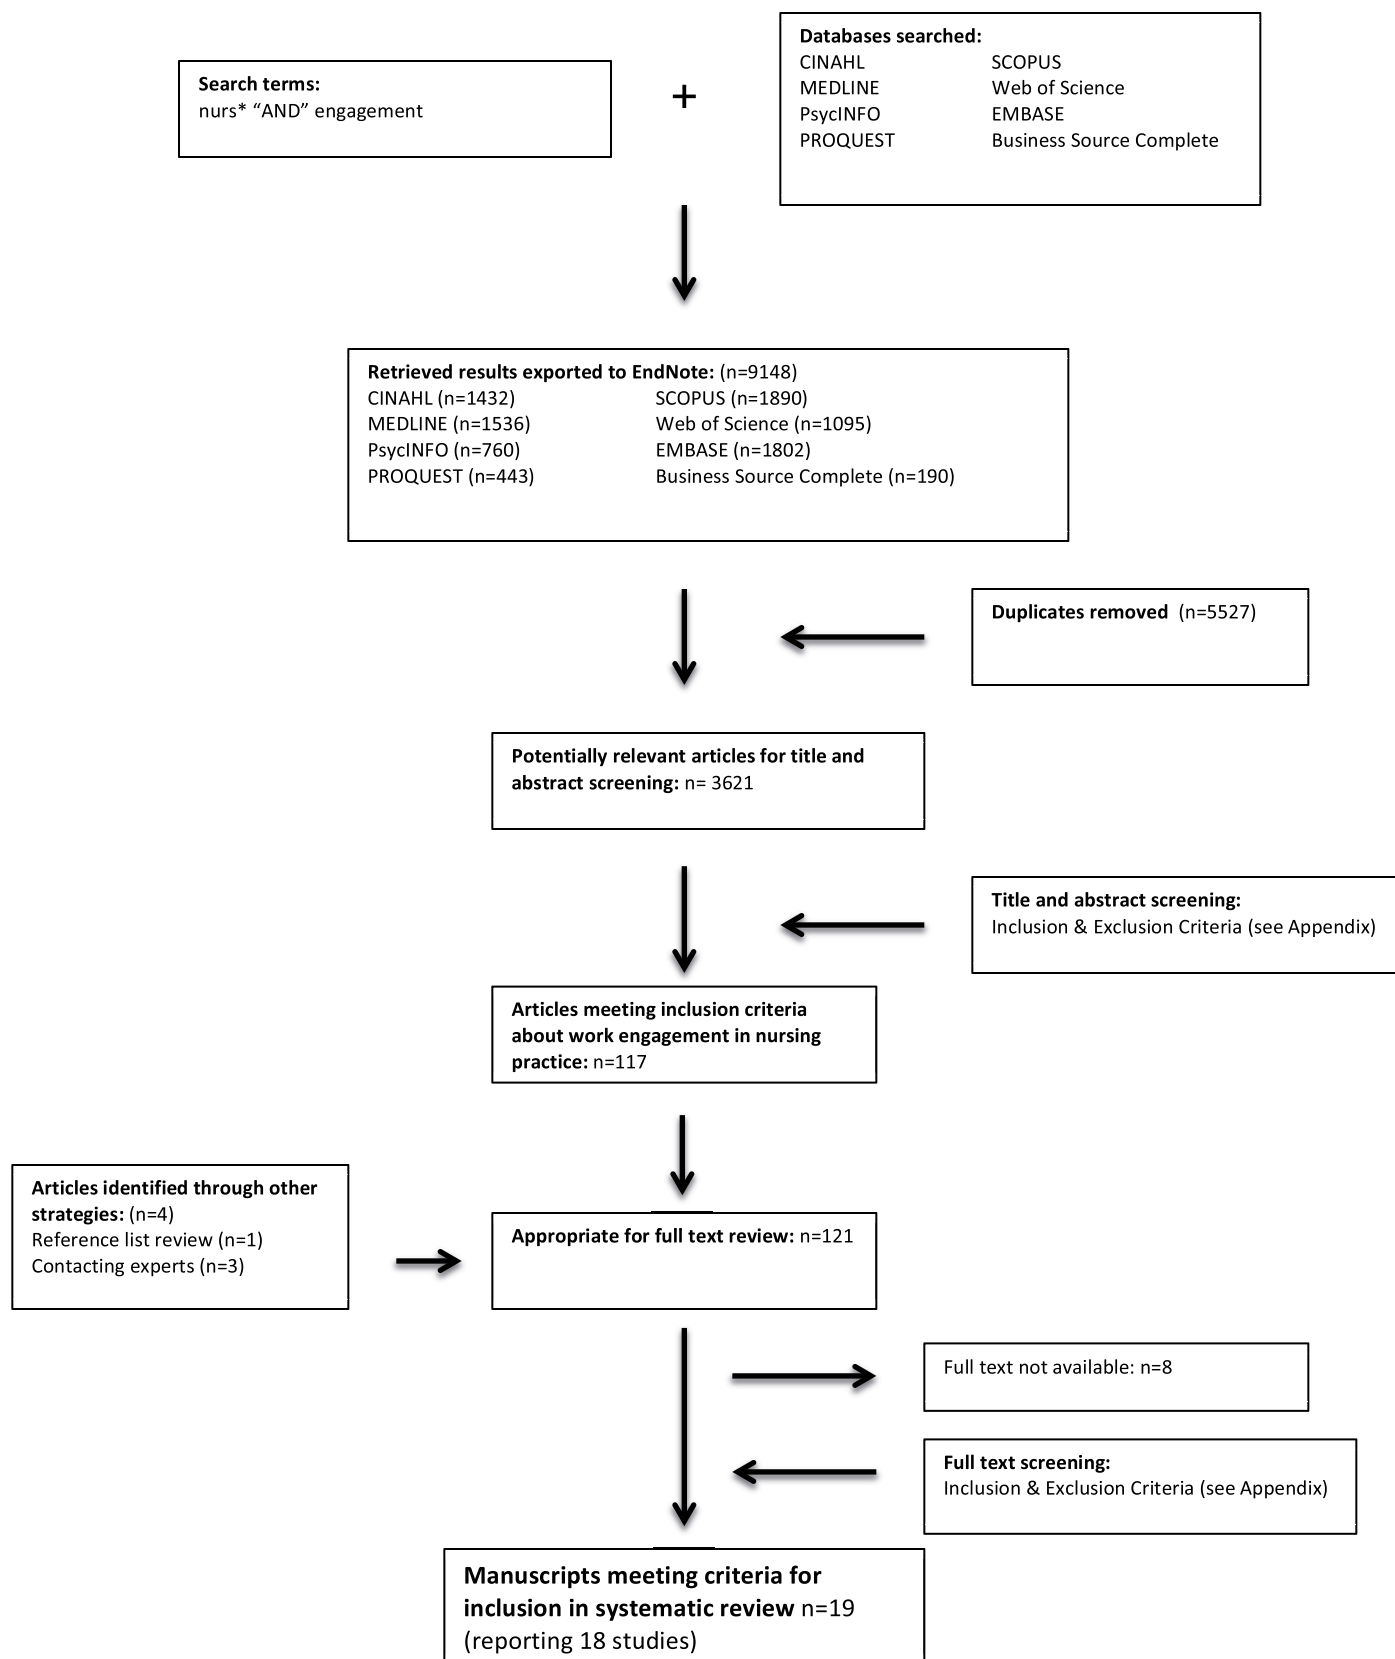 Search terms:
nurs* “AND” engagement
+
Databases searched:
CINAHL SCOPUS
MEDLINE Web of Science
PsycINFO EMBASE
PROQUEST Business Source Complete
Retrieved results exported to EndNote: (n=9148)
CINAHL (n=1432) SCOPUS (n=1890)
MEDLINE (n=1536) Web of Science (n=1095)
PsycINFO (n=760) EMBASE (n=1802)
PROQUEST (n=443) Business Source Complete (n=190)
Duplicates removed (n=5527)
Potentially relevant articles for title and
abstract screening: n= 3621
Title and abstract screening:
Inclusion & Exclusion Criteria (see Appendix)
Articles meeting inclusion criteria
about work engagement in nursing
practice: n=117
Articles identified through other
strategies: (n=4)
Reference list review (n=1)
Contacting experts (n=3)
Appropriate for full text review: n=121
Full text not available: n=8
Full text screening:
Inclusion & Exclusion Criteria (see Appendix)
Manuscripts meeting criteria for
inclusion in systematic review n=19
(reporting 18 studies)